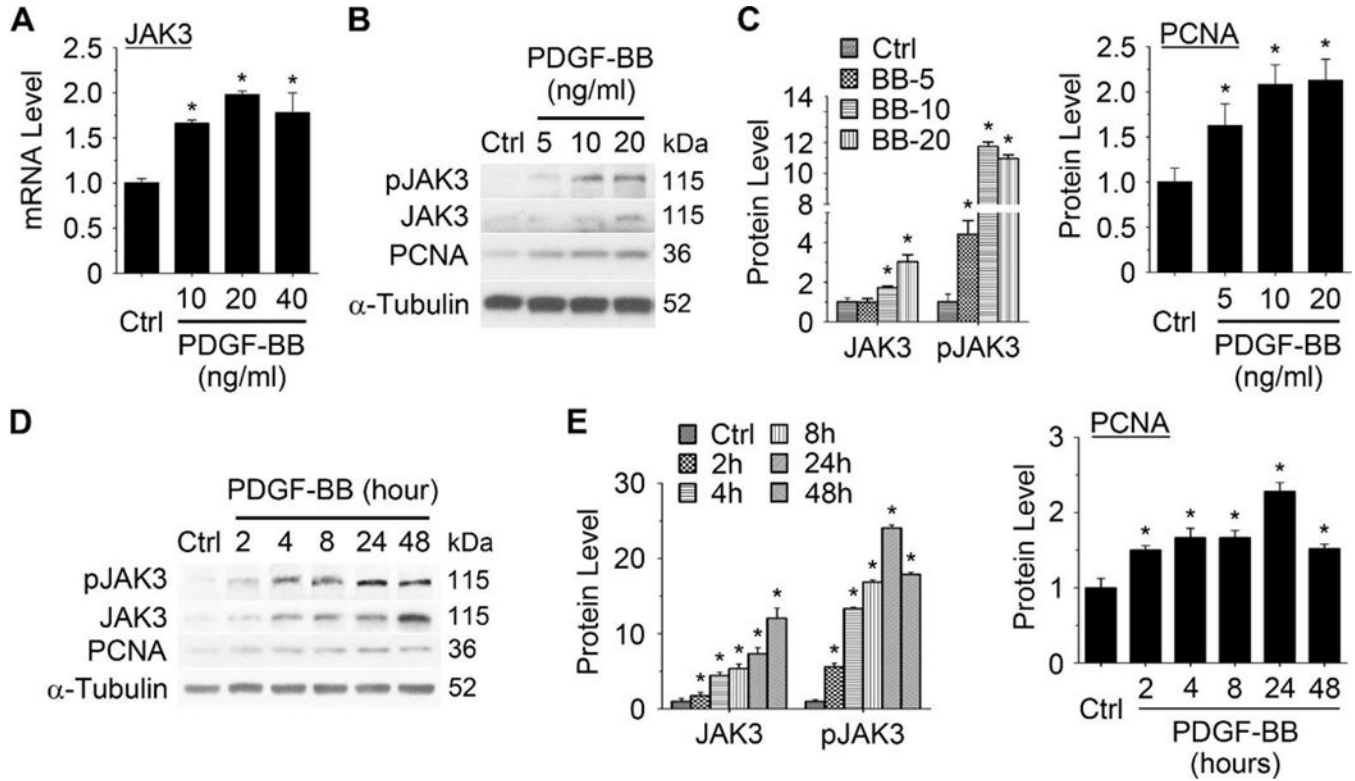 A
JAK3
mRNA Level
2.5
2.0
1.5
1.0
0.5
0
* * *
Ctrl
10 20 40
PDGF-BB
(ng/ml)
B
PDGF-BB
(ng/ml)
Ctrl 5 10 20 kDa
pJAK3 115
JAK3 115
PCNA 36
α-Tubulin 52
C
Ctrl
BB-5
BB-10
BB-20
Protein Level
14
12
10
8
6
4
2
0
* * * * *
JAK3 pJAK3
PCNA
Protein Level
2.5
2.0
1.5
1.0
0.5
0
* * *
Ctrl
5 10 20
PDGF-BB
(ng/ml)
D
PDGF-BB (hour)
Ctrl 2 4 8 24 48 kDa
pJAK3 115
JAK3 115
PCNA 36
α-Tubulin 52
E
Ctrl 8h
2h 24h
4h 48h
Protein Level
30
20
10
0
* * * * * * * * * *
JAK3 pJAK3
PCNA
Protein Level
3
2
1
0
* * * * *
Ctrl
2 4 8 24 48
PDGF-BB
(hours)